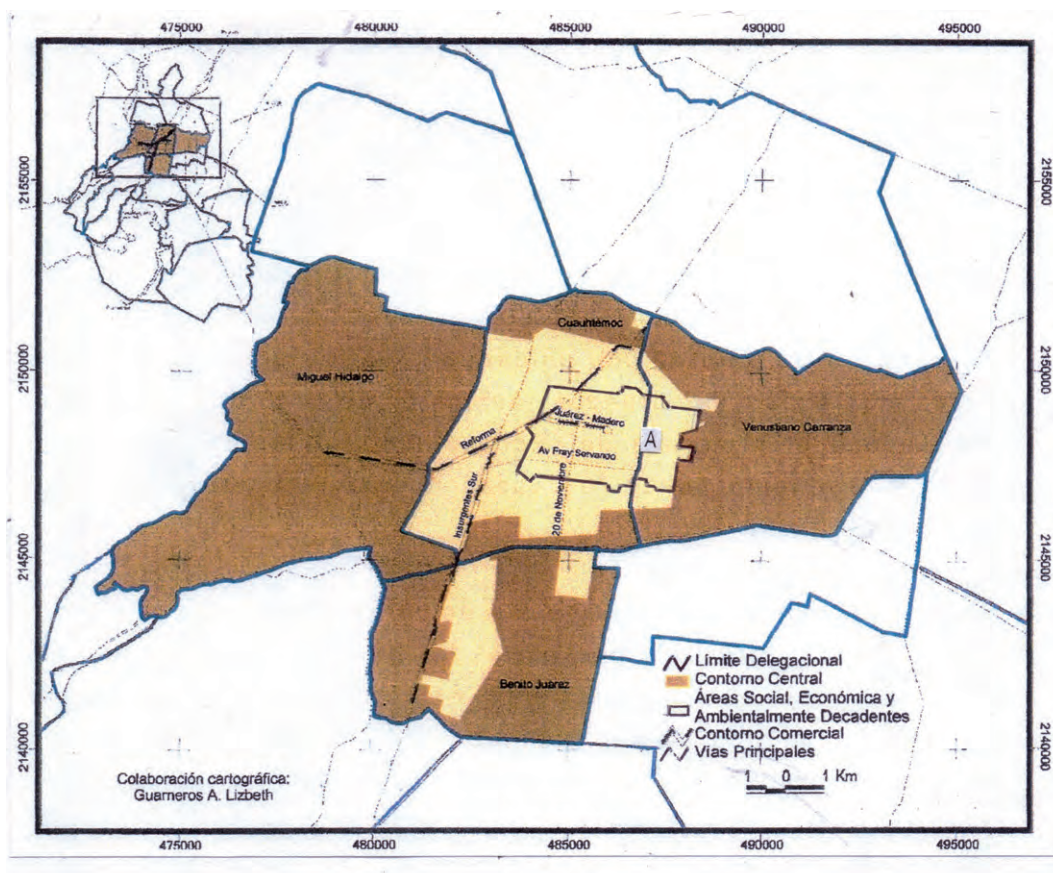 475000 480000 485000 490000 495000
2155000 2155000
2150000 2150000
2145000 2145000
2140000 2140000
Cuauhtémoc
Miguel Hidalgo
Juárez - Madero
Venustiano Carranza
Reforma
A
Av Fray Servando
Insurgentes Sur
20 de Noviembre
Benito Juárez
Límite Delegacional
Contorno Central
Áreas Social, Económica y
Ambientalmente Decadentes
Contorno Comercial
Vías Principales
1 0 1 Km
Colaboración cartográfica:
Guarneros A. Lizbeth
475000 480000 485000 490000 495000